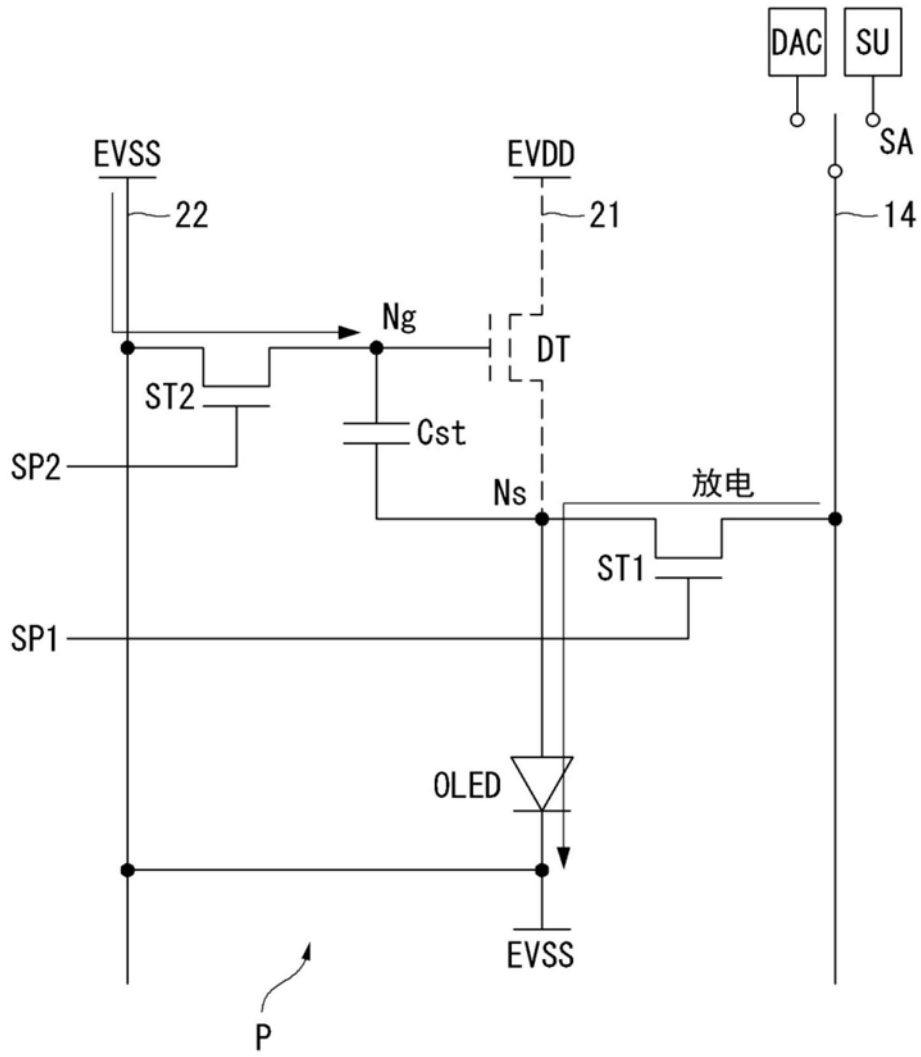 DAC SU
SA
EVSS EVDD
22 21 14
Ng
DT
ST2
Cst
SP2
Ns 放电
ST1
SP1
OLED
EVSS
P